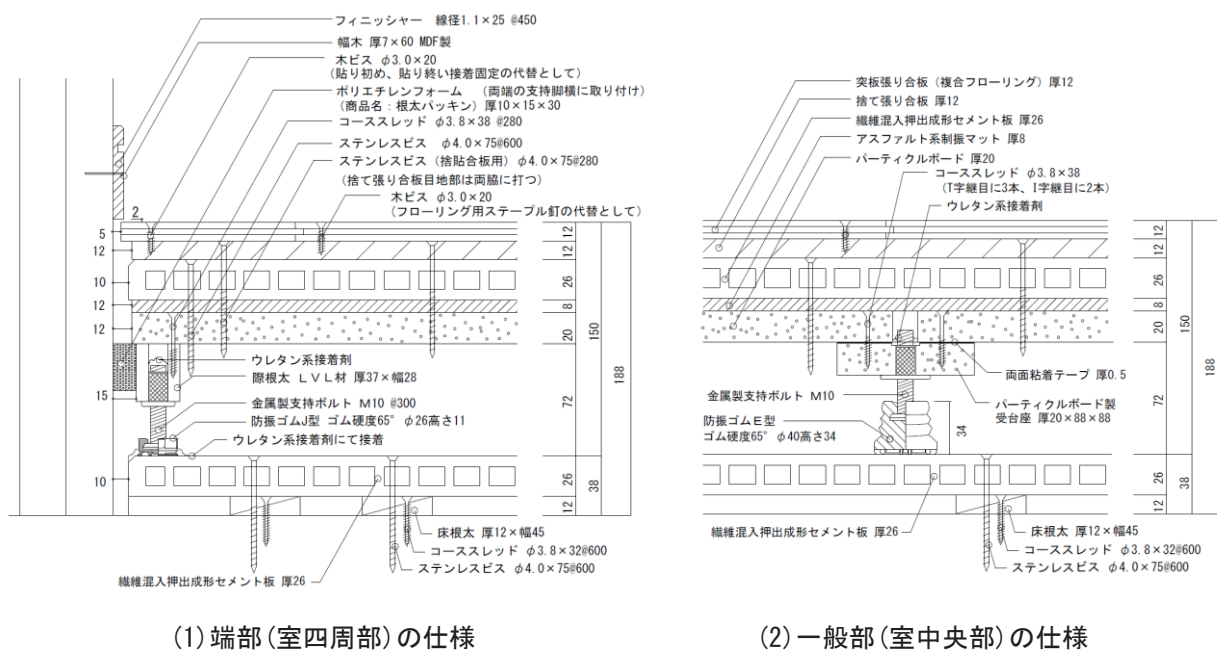 フィニッシャー 線径1.1×25 @450
幅木 厚7×60 MDF製
木ビス φ3.0×20
(貼り初め、貼り終い接着固定の代替として)
ポリエチレンフォーム (両端の支持脚横に取り付け)
(商品名:根太パッキン) 厚10×15×30
コーススレッド φ3.8×38 @280
ステンレスビス φ4.0×75@600
ステンレスビス(捨貼合板用)φ4.0×75@280
(捨て張り合板目地部は両脇に打つ)
木ビス φ3.0×20
(フローリング用ステープル釘の代替として)
2
5
12
10
12
12
15
10
ウレタン系接着剤
際根太 LVL材 厚37×幅28
金属製支持ボルト M10 @300
防振ゴムJ型 ゴム硬度65° φ26高さ11
ウレタン系接着剤にて接着
12
12
26
8
20
72
26
12
150
38
188
床根太 厚12×幅45
コーススレッド φ3.8×32@600
ステンレスビス φ4.0×75@600
繊維混入押出成形セメント板 厚26
(1)端部(室四周部)の仕様
突板張り合板(複合フローリング)厚12
捨て張り合板 厚12
繊維混入押出成形セメント板 厚26
アスファルト系制振マット 厚8
パーティクルボード 厚20
コーススレッド φ3.8×38
(T字継目に3本、I字継目に2本)
ウレタン系接着剤
両面粘着テープ 厚0.5
金属製支持ボルト M10
パーティクルボード製
受台座 厚20×88×88
防振ゴムE型
ゴム硬度65° φ40高さ34
34
12
12
26
8
20
72
26
12
150
38
188
繊維混入押出成形セメント板 厚26
床根太 厚12×幅45
コーススレッド φ3.8×32@600
ステンレスビス φ4.0×75@600
(2)一般部(室中央部)の仕様